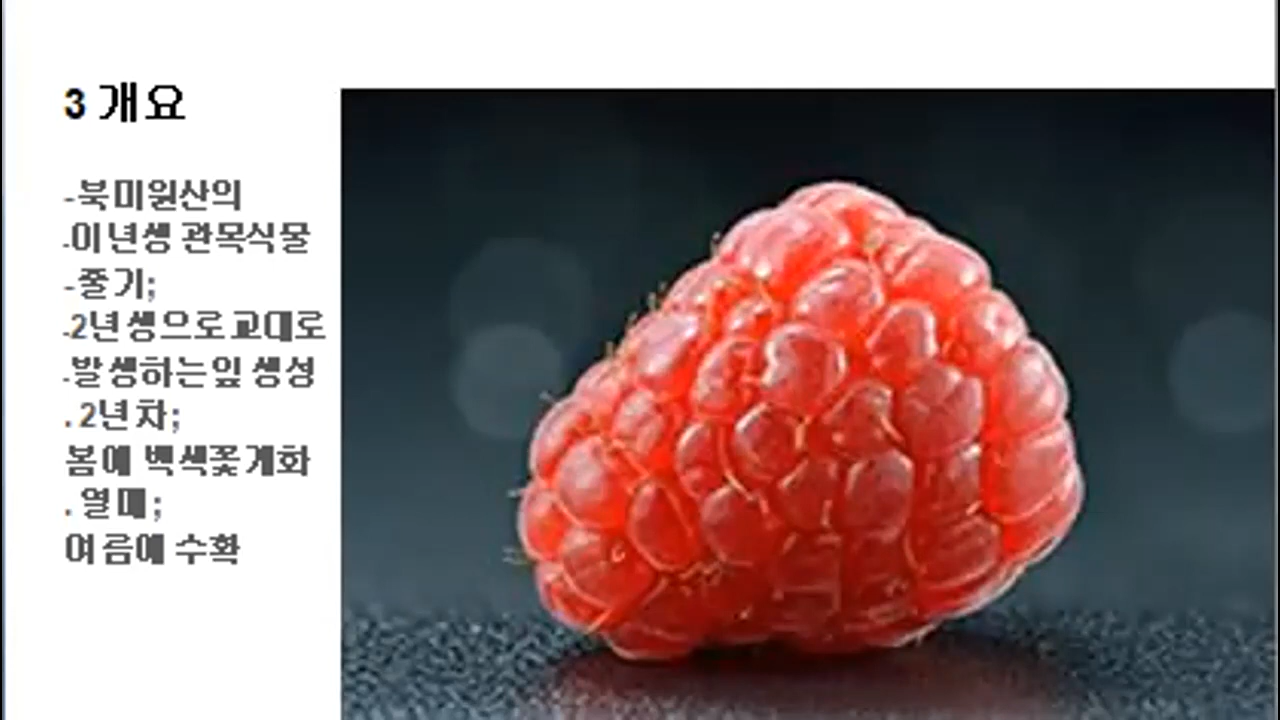 3 개요
-북미원산의
.이년생 관목식물
-줄기;
.2년생으로교대로
.발생하는잎 생성
. 2년차;
봄에 백색꽃개화
. 열매;
여름에 수확